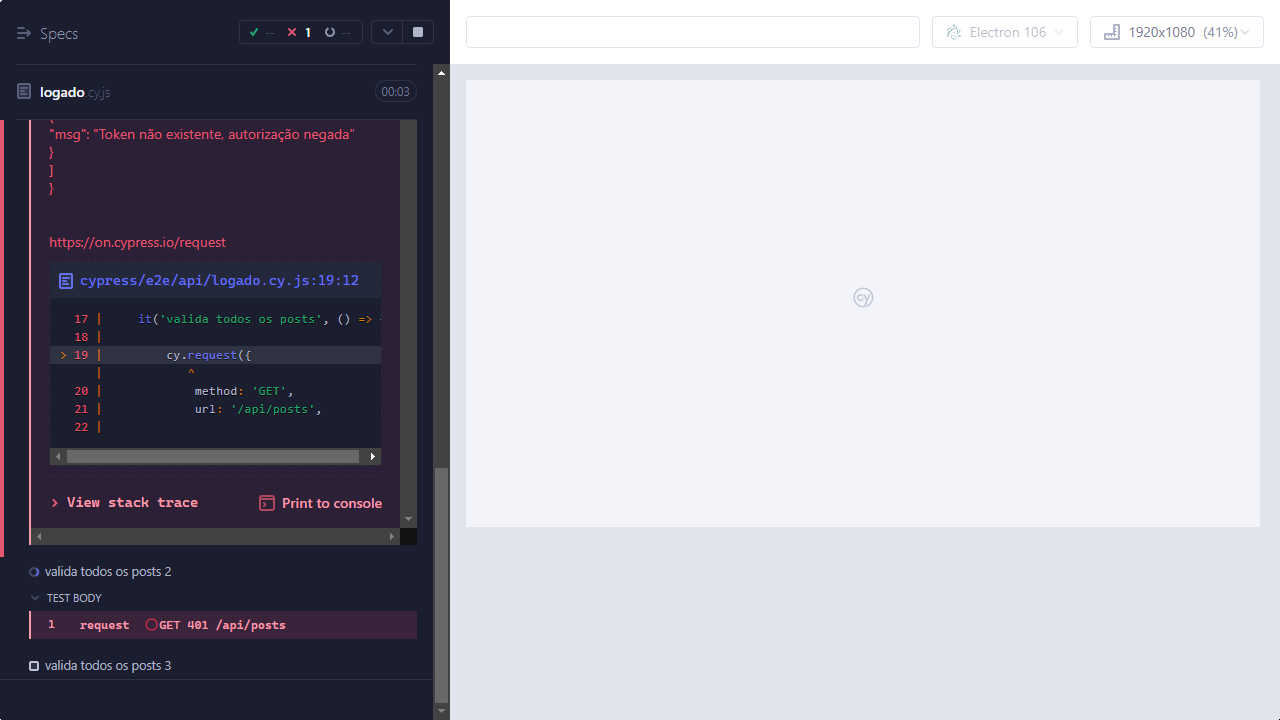 Specs
--
1
--
Electron 106
1920x1080 (41%)
logado.cy.js
00:03
"msg": "Token não existente, autorização negada"
}
]
}
https://on.cypress.io/request
cypress/e2e/api/logado.cy.js:19:12
17 | it('valida todos os posts', () =>
18 |
> 19 | cy.request({
| ^
20 | method: 'GET',
21 | url: '/api/posts',
22 |
> View stack trace
Print to console
valida todos os posts 2
TEST BODY
1 request GET 401 /api/posts
valida todos os posts 3
cy